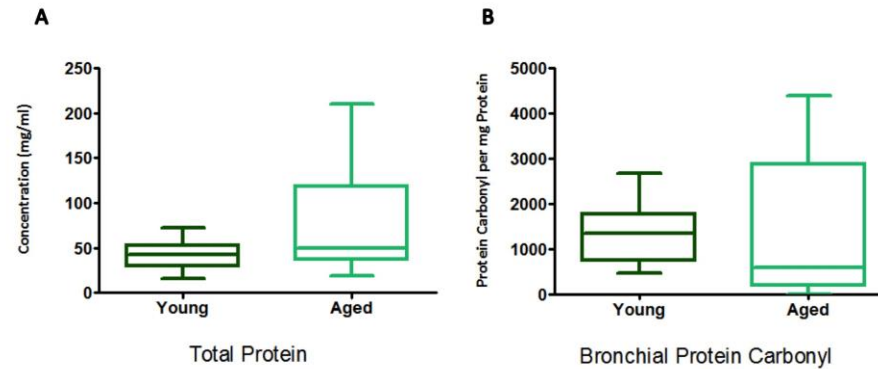 A
Concentration (mg/ml)
250
200
150
100
50
0
Young
Aged
Total Protein
B
Protein Carbonyl per mg Protein
5000
4000
3000
2000
1000
0
Young
Aged
Bronchial Protein Carbonyl